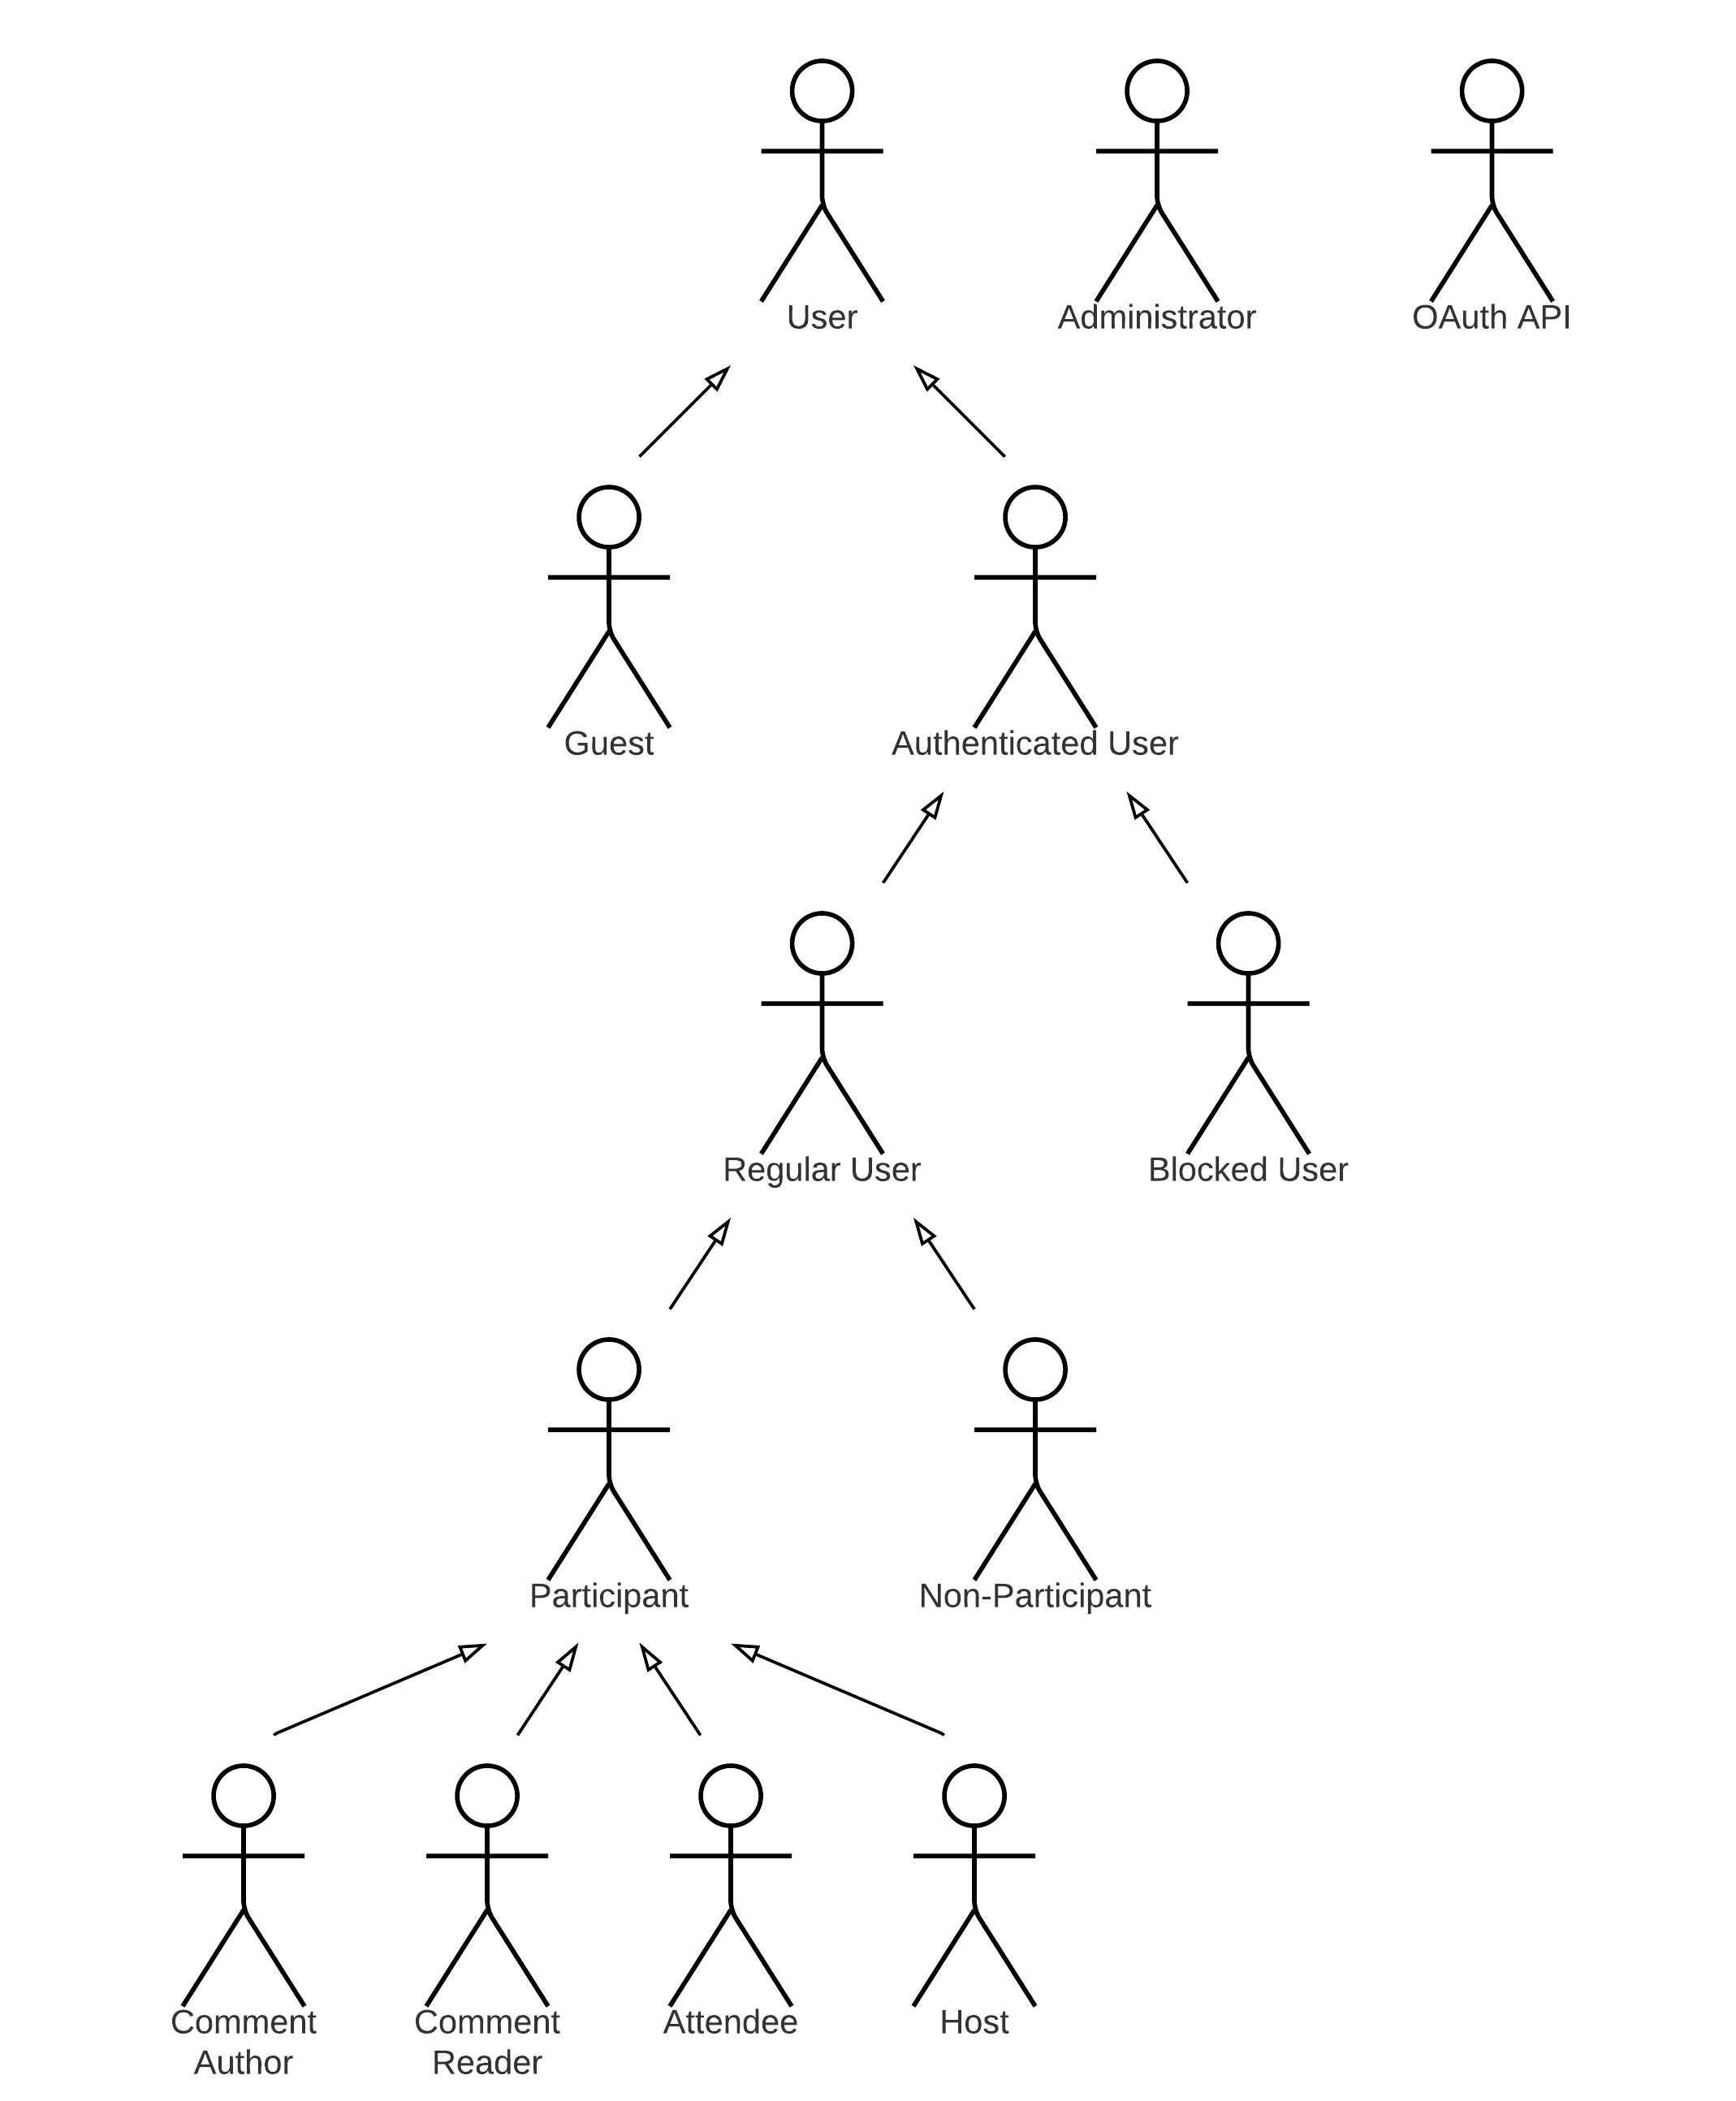 User
Administrator
OAuth API
Guest
Authenticated User
Regular User
Blocked User
Participant
Non-Participant
Comment
Author
Comment
Reader
Attendee
Host